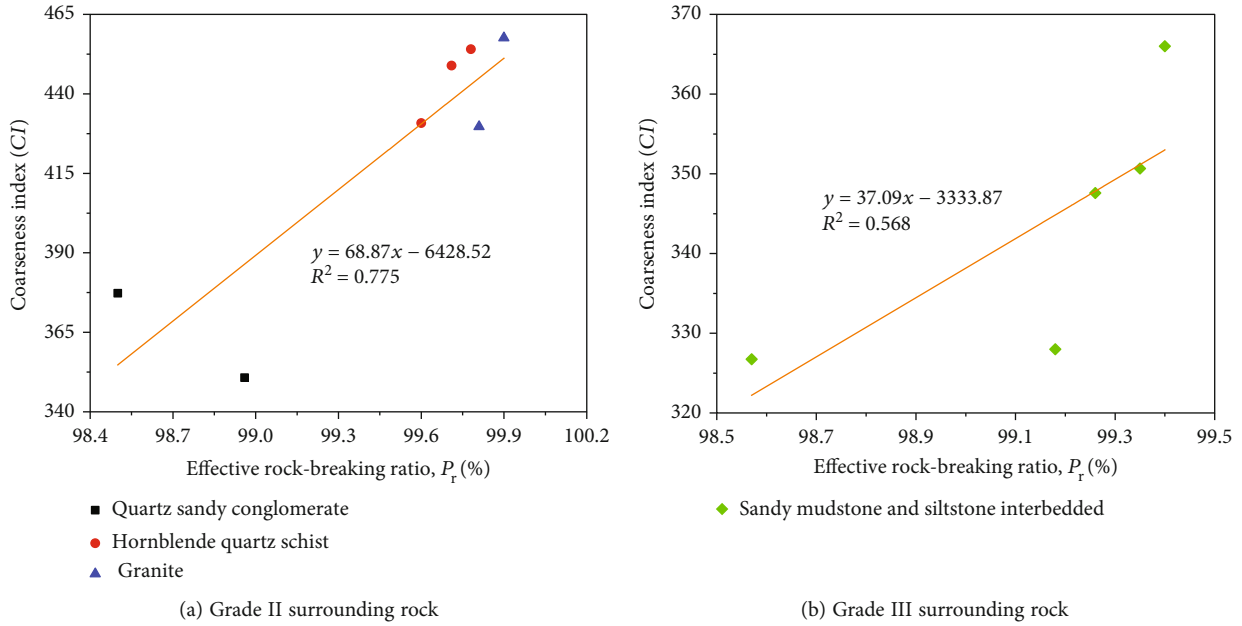 465
440
415
390
365
340
Coarseness index (CI)
y = 68.87x − 6428.52
R² = 0.775
98.4 98.7 99.0 99.3 99.6 99.9 100.2
Effective rock-breaking ratio, Pr (%)
Quartz sandy conglomerate
Hornblende quartz schist
Granite
(a) Grade II surrounding rock
370
360
350
340
330
320
Coarseness index (CI)
y = 37.09x − 3333.87
R² = 0.568
98.5 98.7 98.9 99.1 99.3 99.5
Effective rock-breaking ratio, Pr (%)
Sandy mudstone and siltstone interbedded
(b) Grade III surrounding rock